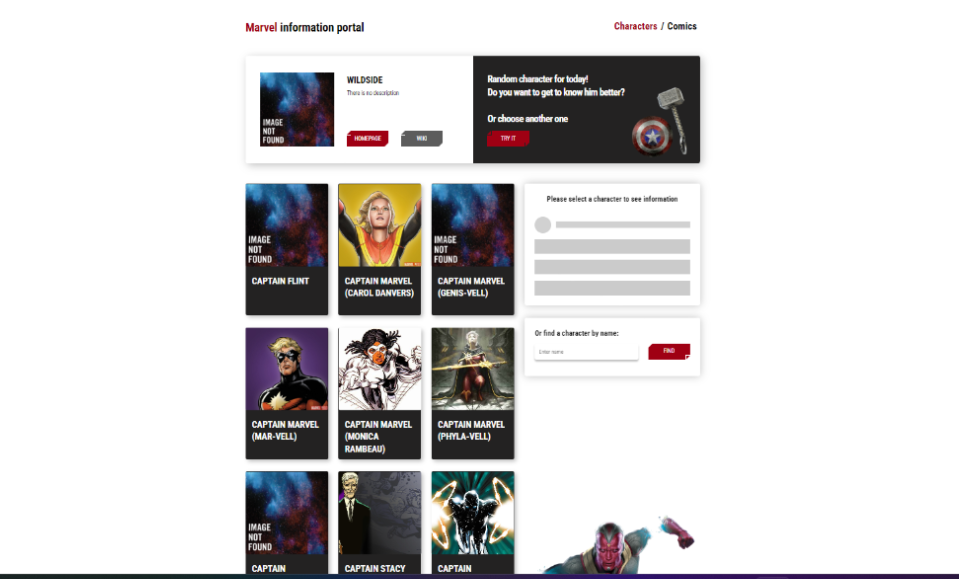 Marvel information portal
Characters / Comics
IMAGE
NOT
FOUND
WILDSIDE
There is no description
HOMEPAGE
WIKI
Random character for today!
Do you want to get to know him better?
Or choose another one
TRY IT
IMAGE
NOT
FOUND
CAPTAIN FLINT
CAPTAIN MARVEL
(CAROL DANVERS)
IMAGE
NOT
FOUND
CAPTAIN MARVEL
(GENIS-VELL)
Please select a character to see information
Or find a character by name:
Enter name
FIND
CAPTAIN MARVEL
(MAR-VELL)
CAPTAIN MARVEL
(MONICA
RAMBEAU)
CAPTAIN MARVEL
(PHYLA-VELL)
IMAGE
NOT
FOUND
CAPTAIN
CAPTAIN STACY
CAPTAIN